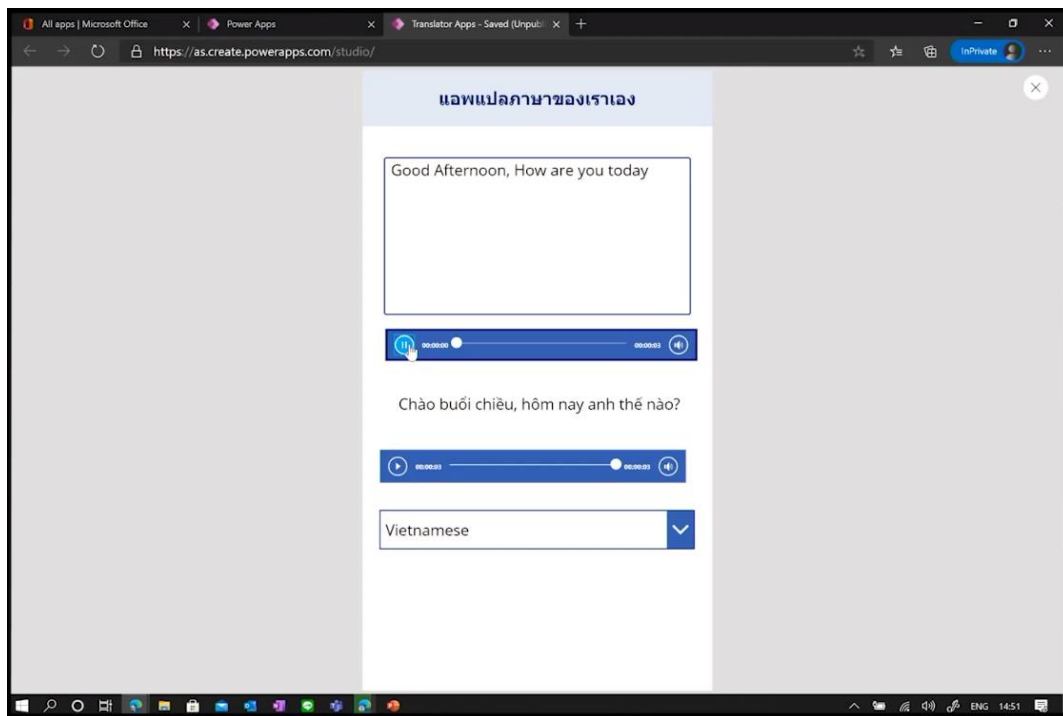 All apps | Microsoft Office
Power Apps
Translator Apps - Saved (Unpubl
https://as.create.powerapps.com/studio/
InPrivate
แอพแปลภาษาของเราเอง
Good Afternoon, How are you today
00:00:00
00:00:03
Chào buổi chiều, hôm nay anh thế nào?
00:00:03
00:00:03
Vietnamese
ENG
14:51